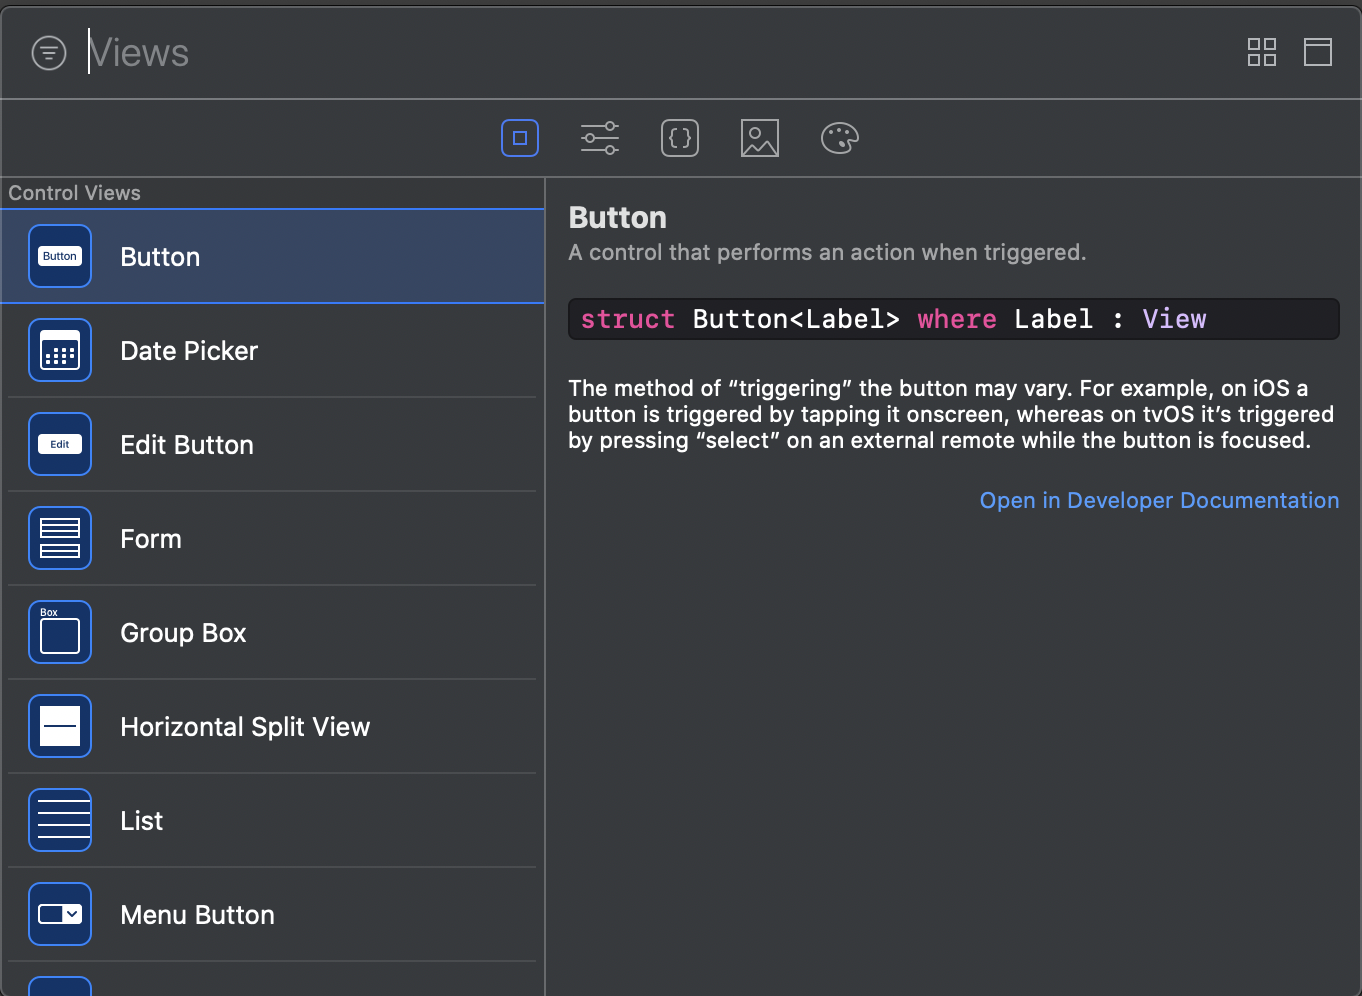 Views
Control Views
Button
Button
Date Picker
Edit
Edit Button
Form
Box
Group Box
Horizontal Split View
List
Menu Button
Button
A control that performs an action when triggered.
struct Button<Label> where Label : View
The method of “triggering” the button may vary. For example, on iOS a
button is triggered by tapping it onscreen, whereas on tvOS it’s triggered
by pressing “select” on an external remote while the button is focused.
Open in Developer Documentation